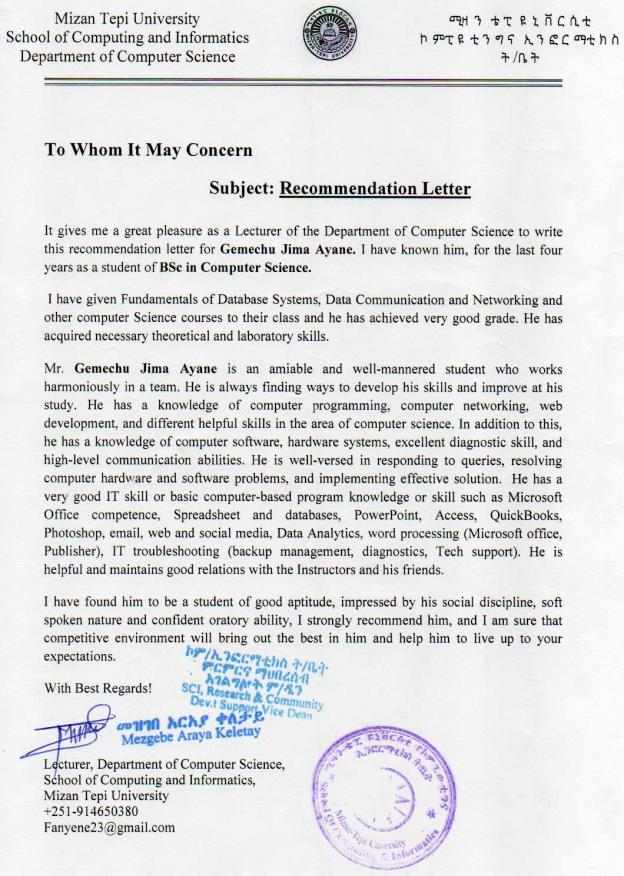 Mizan Tepi University
School of Computing and Informatics
Department of Computer Science
ሚዛን ቴፒ ዩኒቨርሲቲ
ኮምፒዩቲንግና ኢንፎርማቲክስ
ት/ቤት
To Whom It May Concern
Subject: Recommendation Letter
It gives me a great pleasure as a Lecturer of the Department of Computer Science to write
this recommendation letter for Gemechu Jima Ayane. I have known him, for the last four
years as a student of BSc in Computer Science.
I have given Fundamentals of Database Systems, Data Communication and Networking and
other computer Science courses to their class and he has achieved very good grade. He has
acquired necessary theoretical and laboratory skills.
Mr. Gemechu Jima Ayane is an amiable and well-mannered student who works
harmoniously in a team. He is always finding ways to develop his skills and improve at his
study. He has a knowledge of computer programming, computer networking, web
development, and different helpful skills in the area of computer science. In addition to this,
he has a knowledge of computer software, hardware systems, excellent diagnostic skill, and
high-level communication abilities. He is well-versed in responding to queries, resolving
computer hardware and software problems, and implementing effective solution. He has a
very good IT skill or basic computer-based program knowledge or skill such as Microsoft
Office competence, Spreadsheet and databases, PowerPoint, Access, QuickBooks,
Photoshop, email, web and social media, Data Analytics, word processing (Microsoft office,
Publisher), IT troubleshooting (backup management, diagnostics, Tech support). He is
helpful and maintains good relations with the Instructors and his friends.
I have found him to be a student of good aptitude, impressed by his social discipline, soft
spoken nature and confident oratory ability, I strongly recommend him, and I am sure that
competitive environment will bring out the best in him and help him to live up to your
expectations.
ኮም/ኢንፎርማቲክስ ት/ቤት
ምርምርና ማህበረሰብ
አገልግሎት ም/ዲን
SCI, Research & Community
Dev.t Support Vice Dean
With Best Regards!
መዝገበ አርአያ ቀለታይ
Mezgebe Araya Keletay
Lecturer, Department of Computer Science,
School of Computing and Informatics,
Mizan Tepi University
+251-914650380
Fanyene23@gmail.com
Mizan-Tepi University
School Of Computing & Informatics